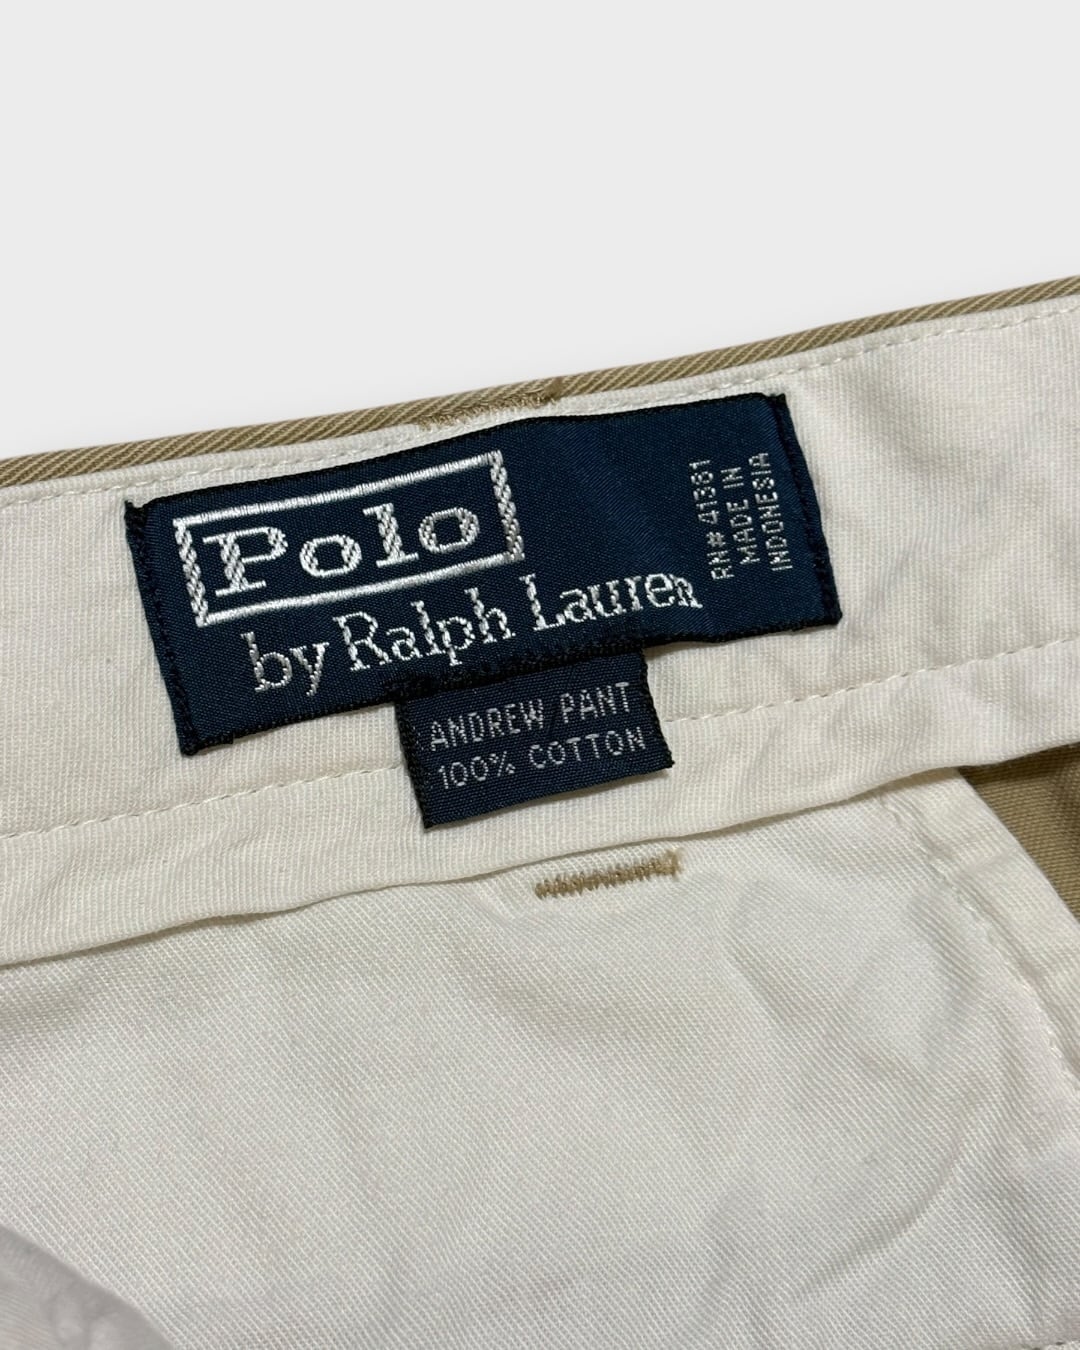 Polo
by Ralph Lauren
RN# 41381
MADE IN
INDONESIA
ANDREW PANT
100% COTTON